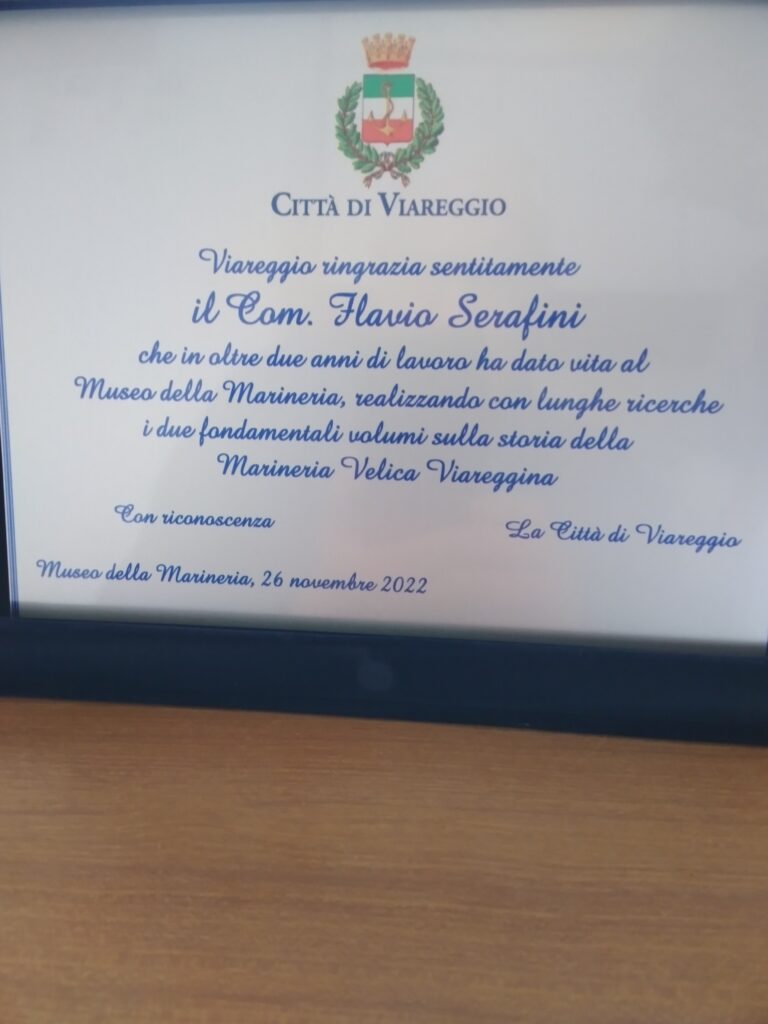 CITTÀ DI VIAREGGIO
Viareggio ringrazia sentitamente
il Com. Flavio Serafini
che in oltre due anni di lavoro ha dato vita al
Museo della Marineria, realizzando con lunghe ricerche
i due fondamentali volumi sulla storia della
Marineria Velica Viareggina
Con riconoscenza
La Città di Viareggio
Museo della Marineria, 26 novembre 2022